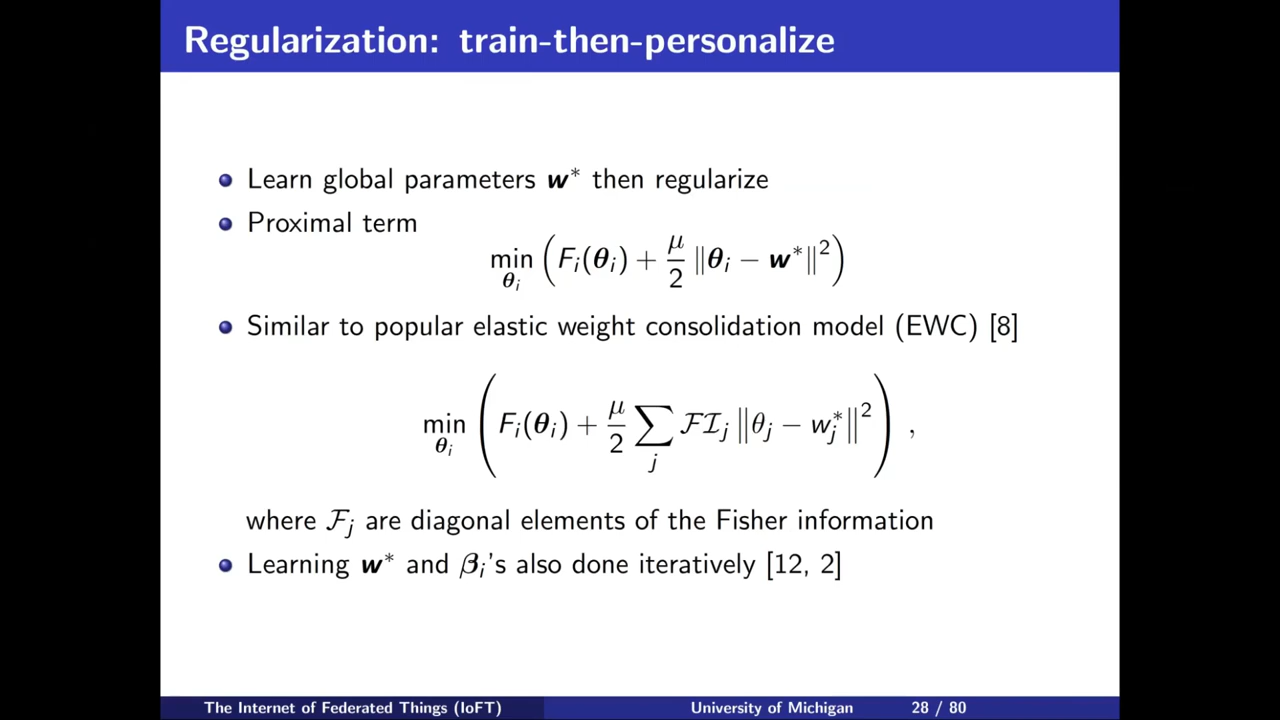 Regularization: train-then-personalize
Learn global parameters w* then regularize
Proximal term
min_{θ_i} ( F_i(θ_i) + μ/2 ‖θ_i − w*‖² )
Similar to popular elastic weight consolidation model (EWC) [8]
min_{θ_i} ( F_i(θ_i) + μ/2 ∑_j ℱℐ_j ‖θ_j − w_j*‖² ) ,
where ℱ_j are diagonal elements of the Fisher information
Learning w* and β_i's also done iteratively [12, 2]
The Internet of Federated Things (IoFT) University of Michigan 28 / 80